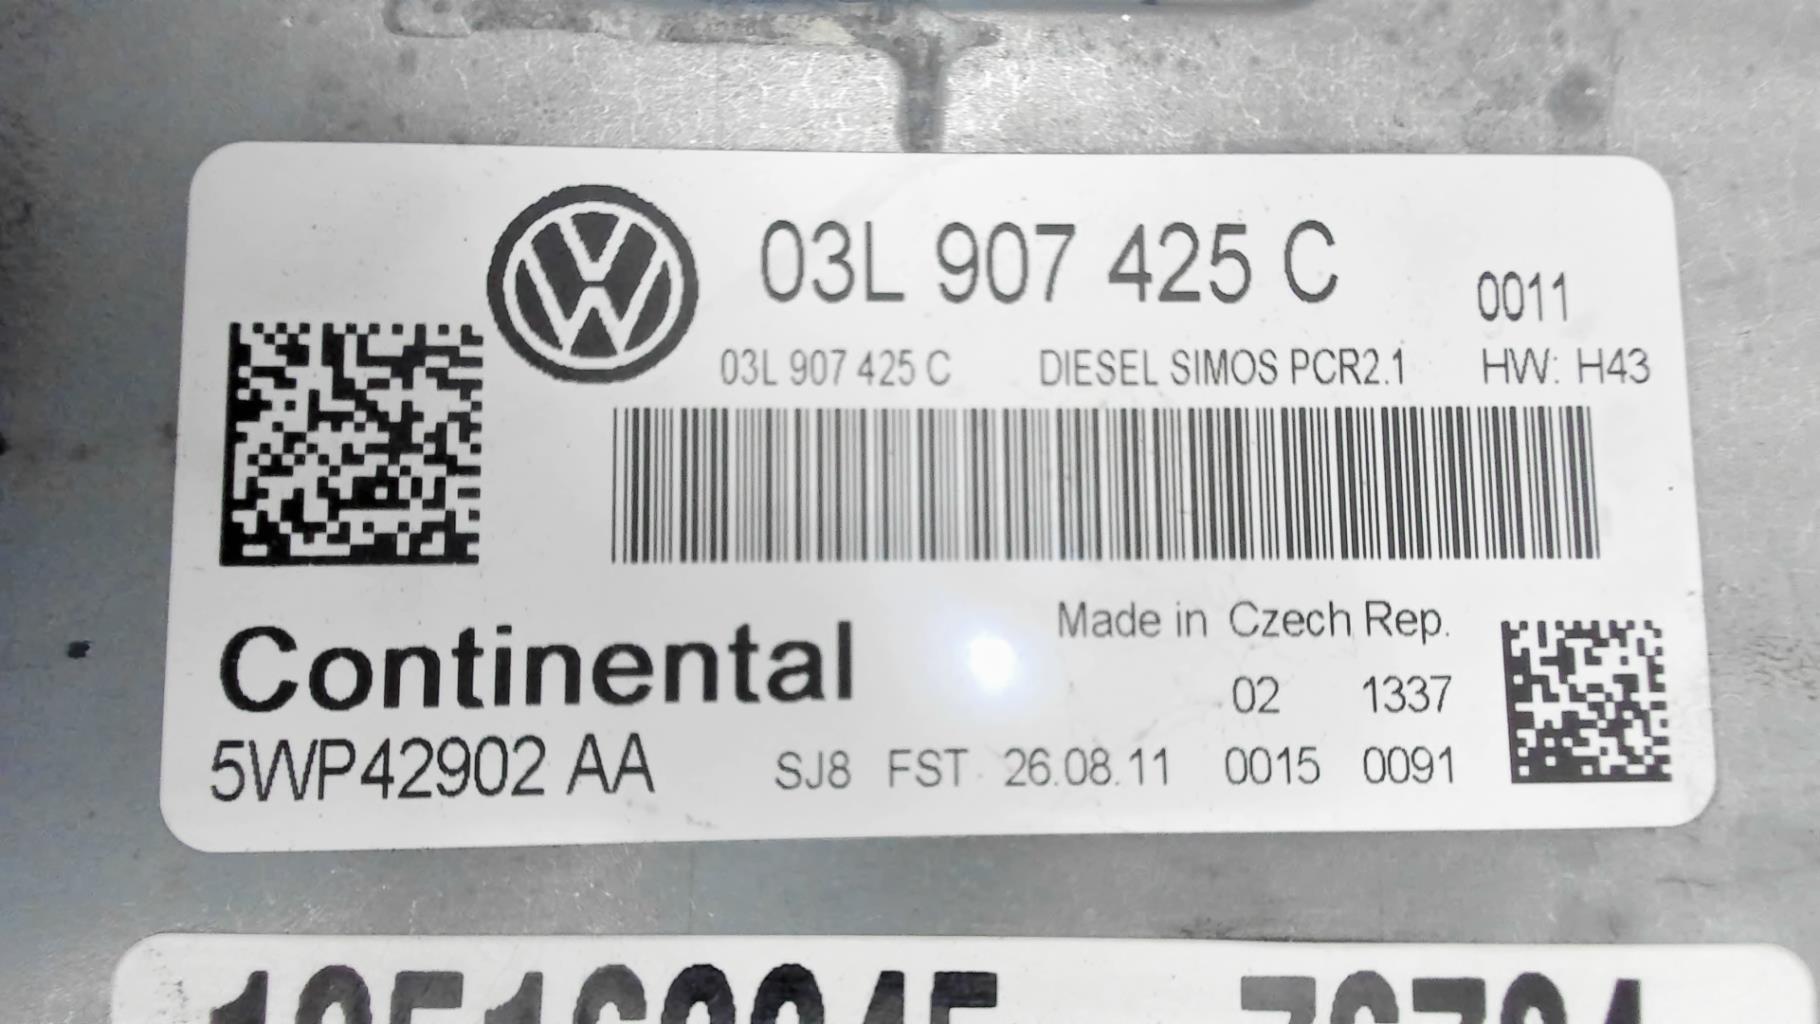 03L 907 425 C 0011
03L 907 425 C DIESEL SIMOS PCR2.1 HW: H43
Made in Czech Rep.
Continental
02 1337
5WP42902 AA SJ8 FST 26.08.11 0015 0091